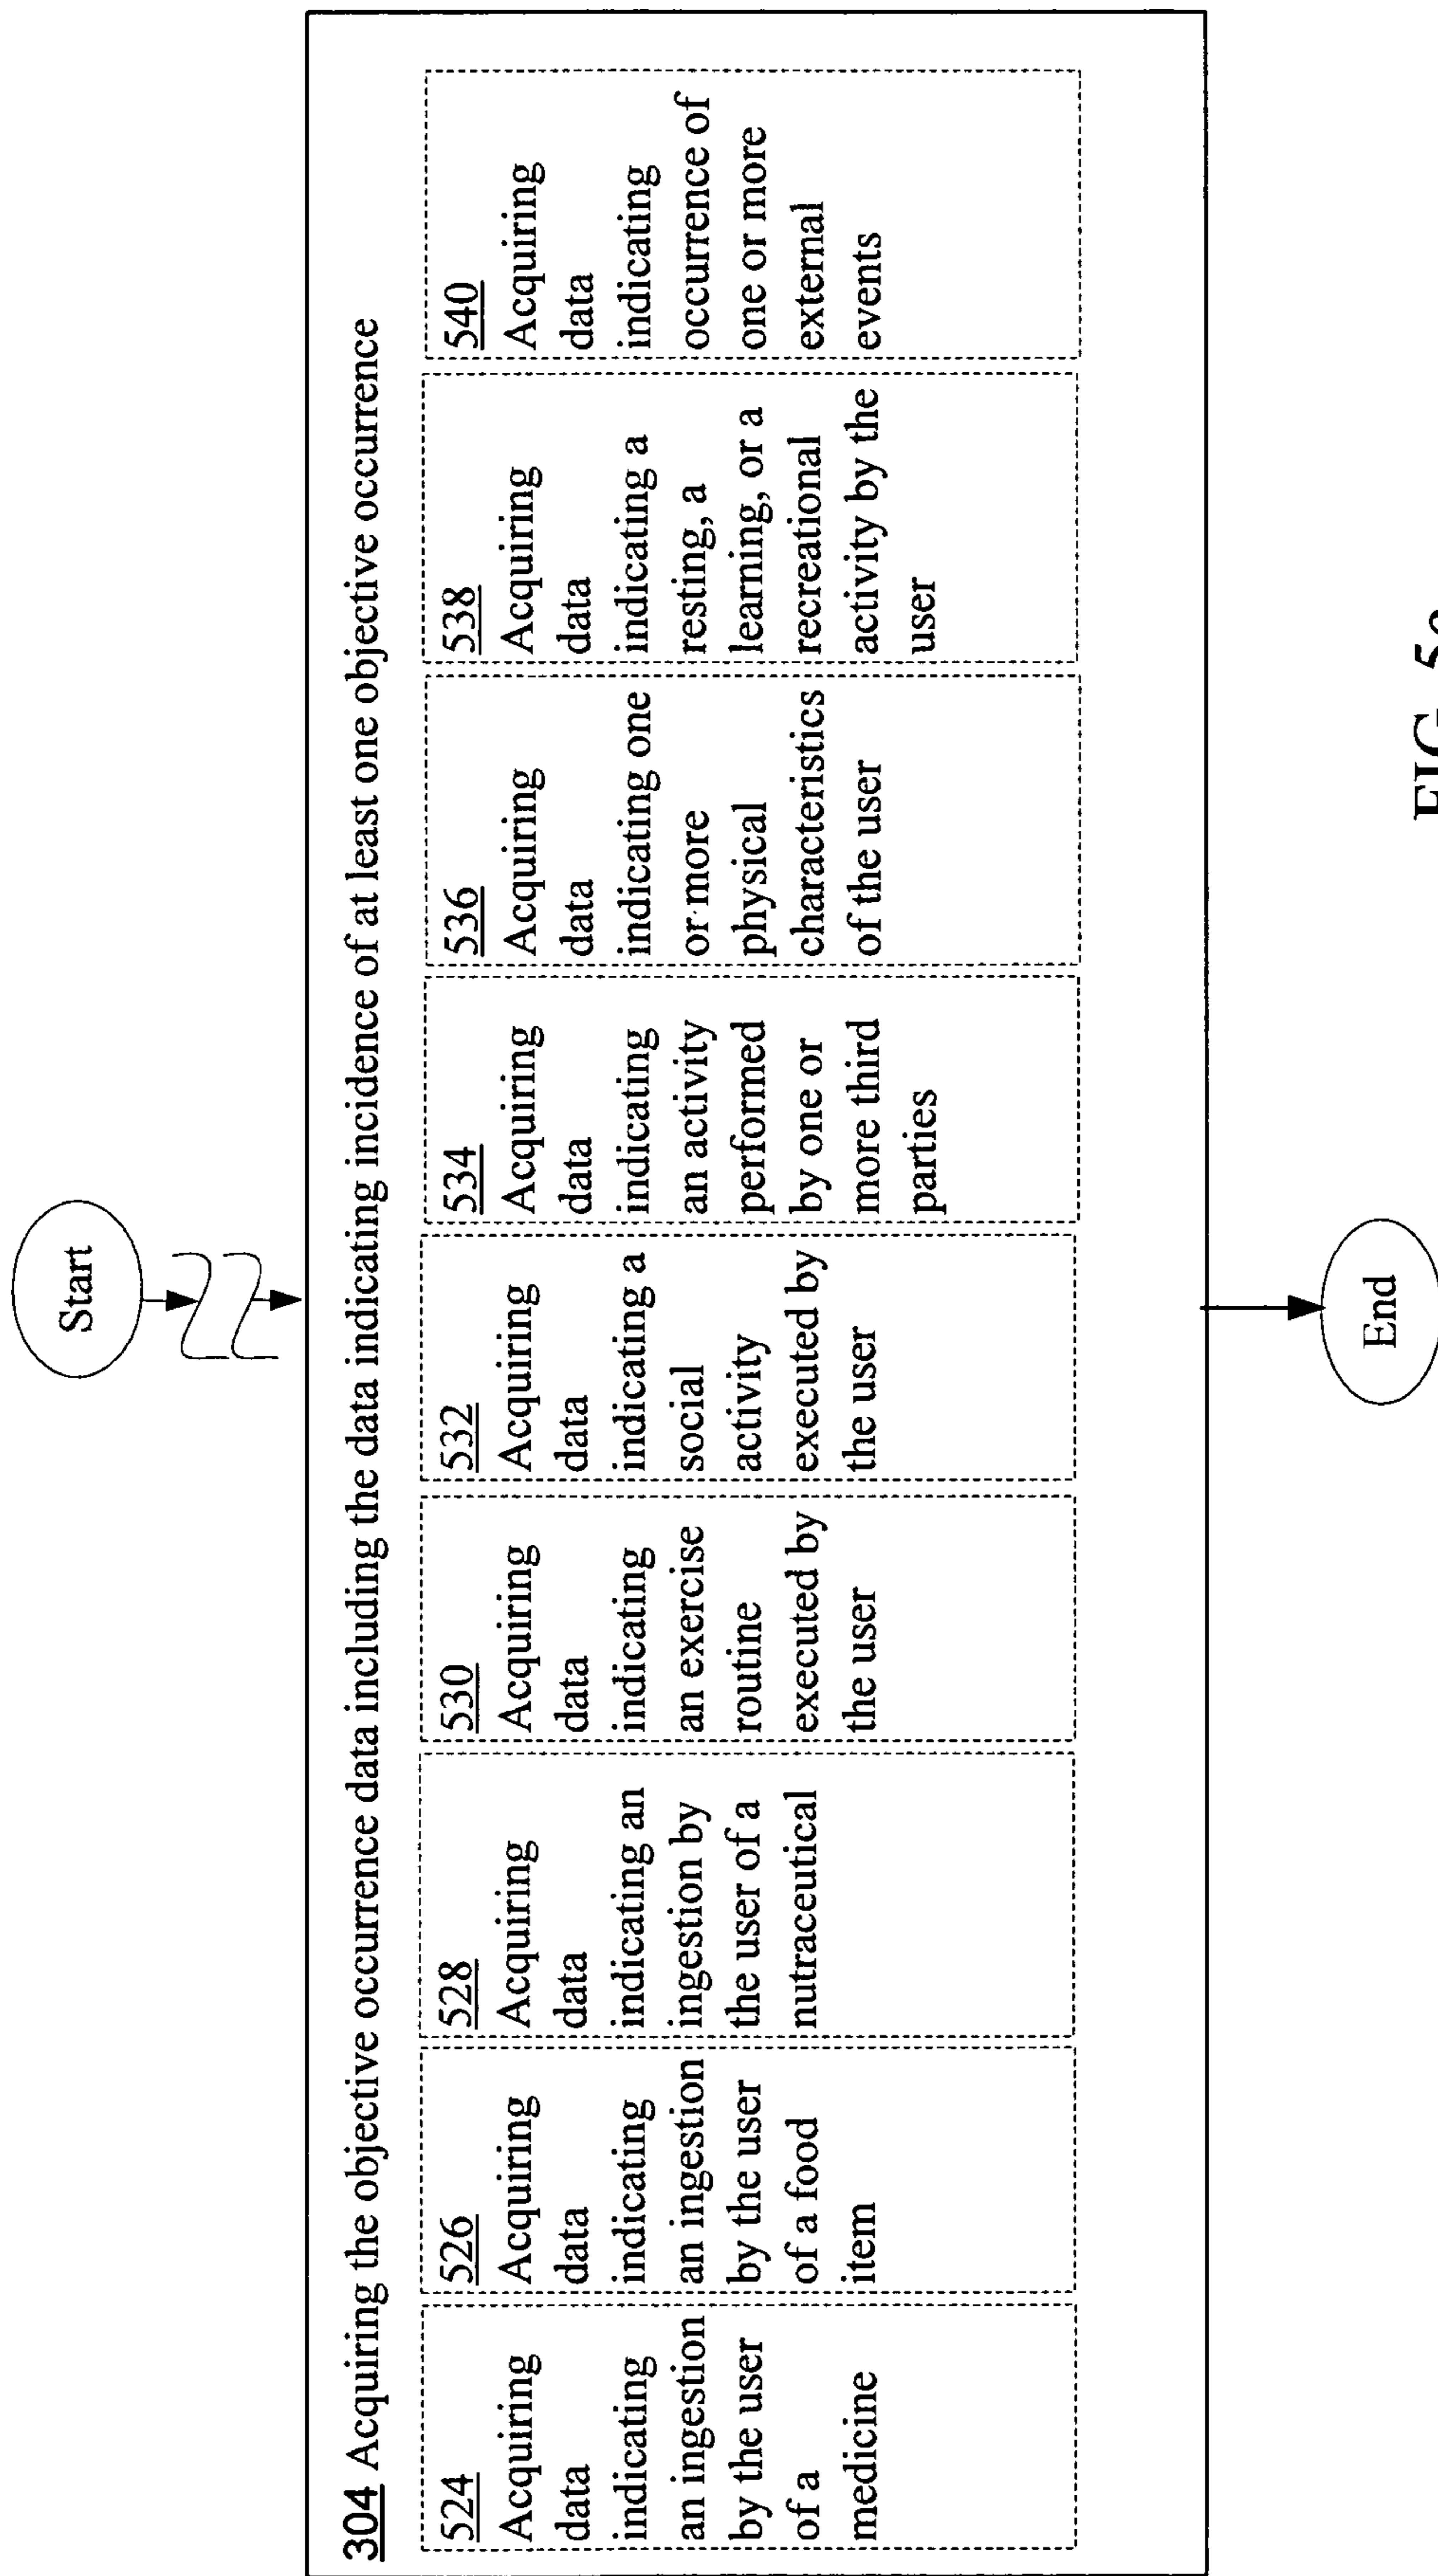 Start
304 Acquiring the objective occurrence data including the data indicating incidence of at least one objective occurrence
524
Acquiring
data
indicating
an ingestion
by the user
of a
medicine
526
Acquiring
data
indicating
an ingestion
by the user
of a food
item
528
Acquiring
data
indicating an
ingestion by
the user of a
nutraceutical
530
Acquiring
data
indicating
an exercise
routine
executed by
the user
532
Acquiring
data
indicating a
social
activity
executed by
the user
534
Acquiring
data
indicating
an activity
performed
by one or
more third
parties
536
Acquiring
data
indicating one
or more
physical
characteristics
of the user
538
Acquiring
data
indicating a
resting, a
learning, or a
recreational
activity by the
user
540
Acquiring
data
indicating
occurrence of
one or more
external
events
End